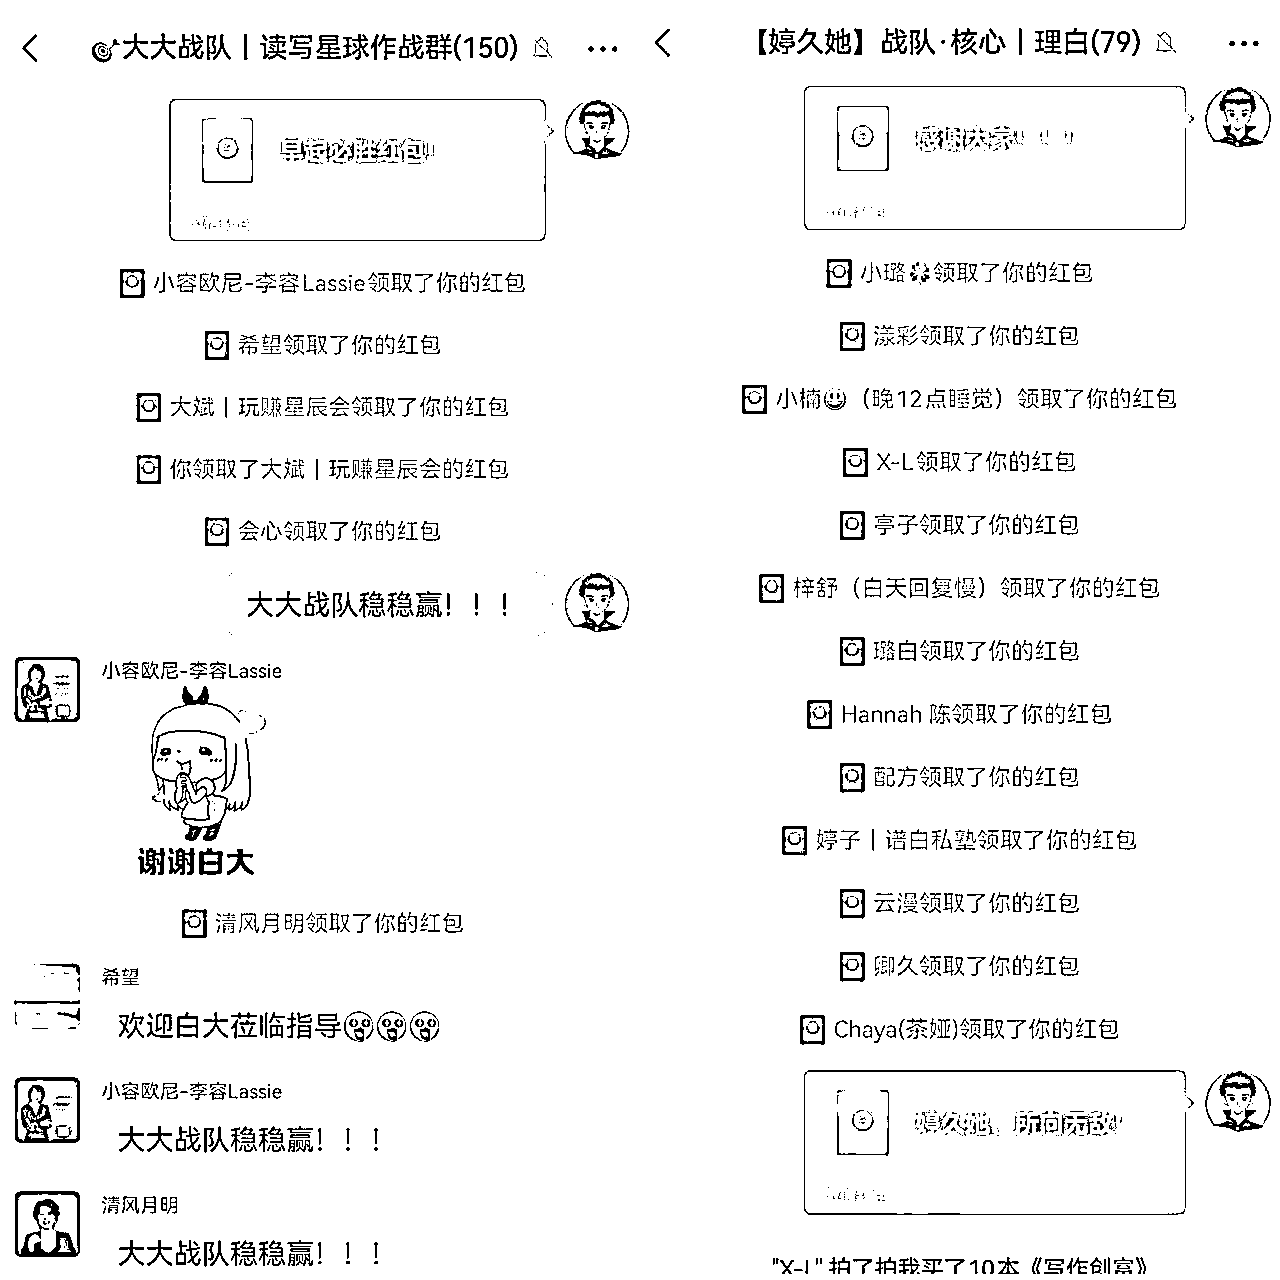 大大战队丨读写星球作战群(150)
早起必胜红包!
小容欧尼-李容Lassie领取了你的红包
希望领取了你的红包
大斌丨玩赚星辰会领取了你的红包
你领取了大斌丨玩赚星辰会的红包
会心领取了你的红包
大大战队稳稳赢！！！
小容欧尼-李容Lassie
谢谢白大
清风月明领取了你的红包
希望
欢迎白大莅临指导
小容欧尼-李容Lassie
大大战队稳稳赢！！！
清风月明
大大战队稳稳赢！！！
【婷久她】战队·核心丨理白(79)
感谢大家！！！
小璐领取了你的红包
漾彩领取了你的红包
小楠（晚12点睡觉）领取了你的红包
X-L领取了你的红包
亭子领取了你的红包
梓舒（白天回复慢）领取了你的红包
璐白领取了你的红包
Hannah 陈领取了你的红包
配方领取了你的红包
婷子丨谱白私塾领取了你的红包
云漫领取了你的红包
卿久领取了你的红包
Chaya(茶娅)领取了你的红包
婷久她，所向无敌!
"X-L" 拍了拍我买了10本《写作创富》